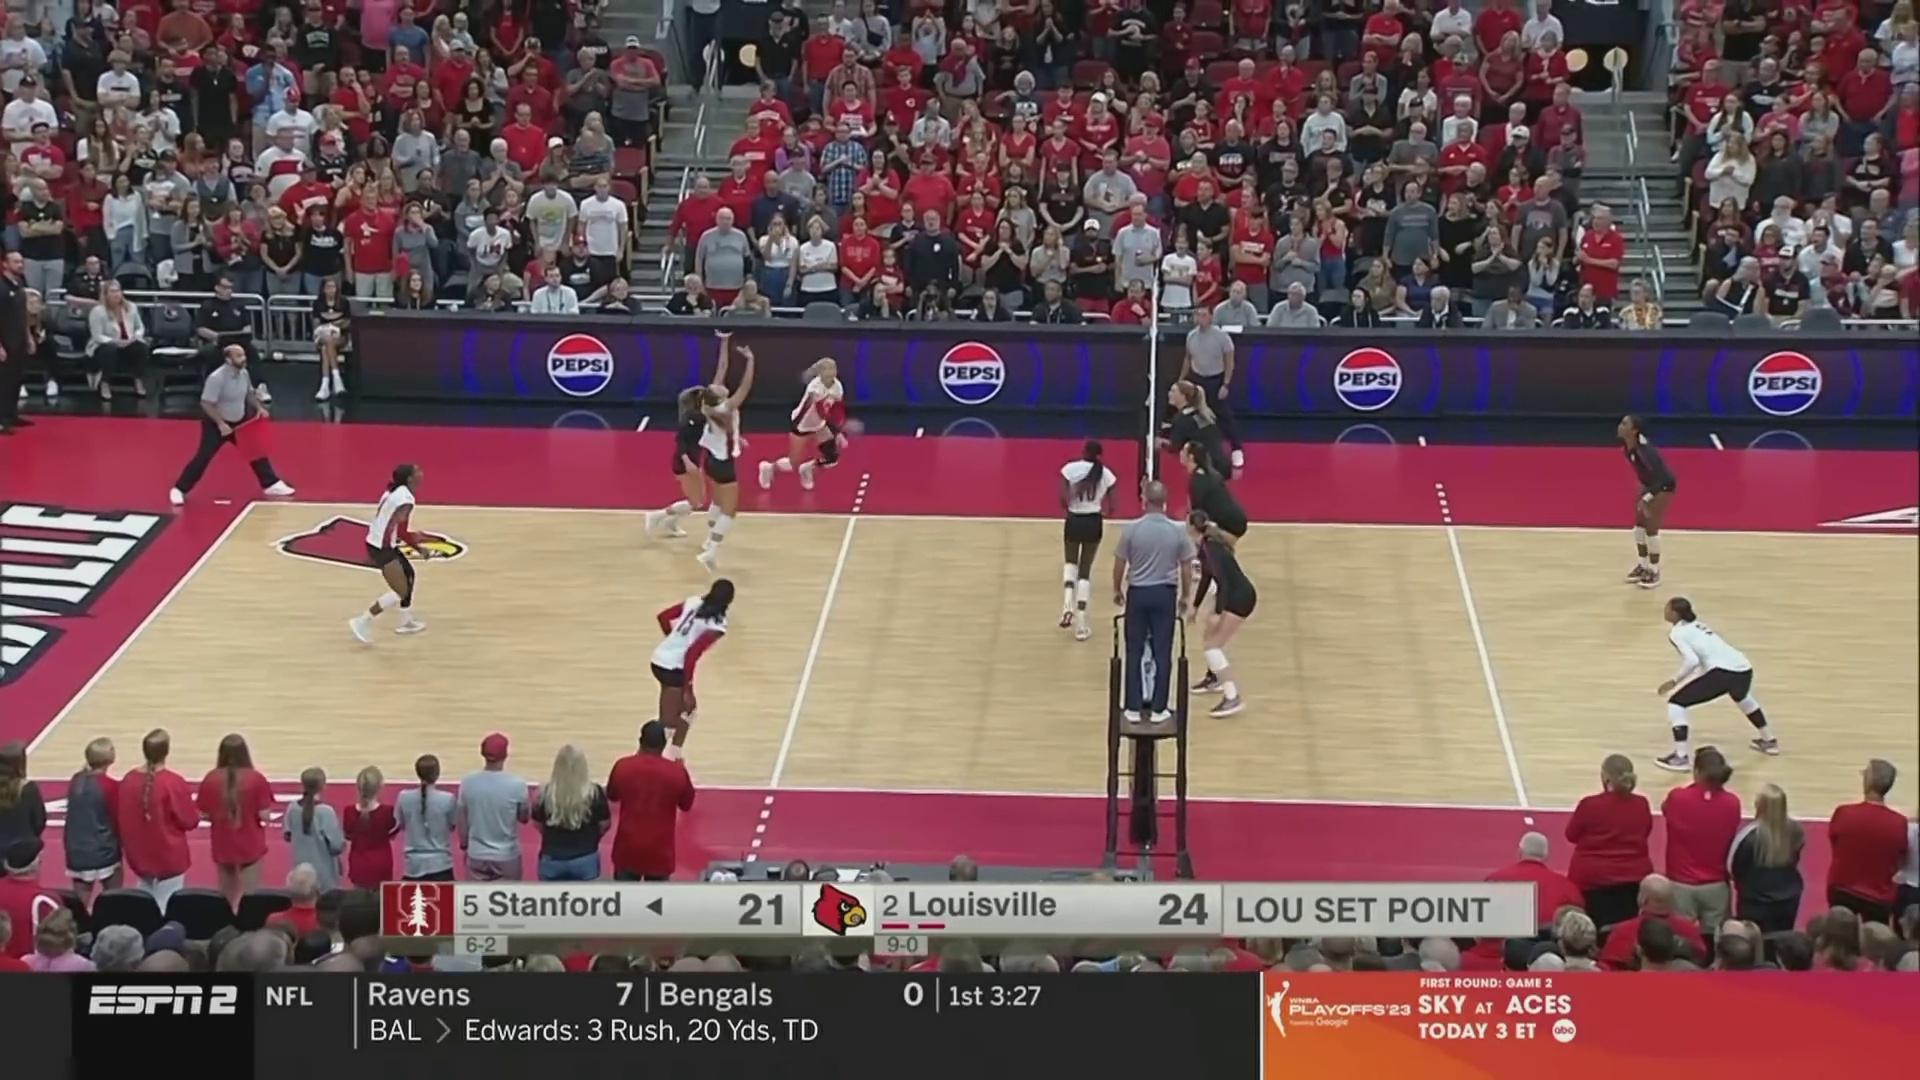 PEPSI
PEPSI
PEPSI
PEPSI
5 Stanford ◄ 21
6-2
2 Louisville 24
9-0
LOU SET POINT
ESPN2
NFL
Ravens 7
Bengals 0
1st 3:27
BAL > Edwards: 3 Rush, 20 Yds, TD
WNBA
PLAYOFFS'23
Google
FIRST ROUND: GAME 2
SKY AT ACES
TODAY 3 ET abc